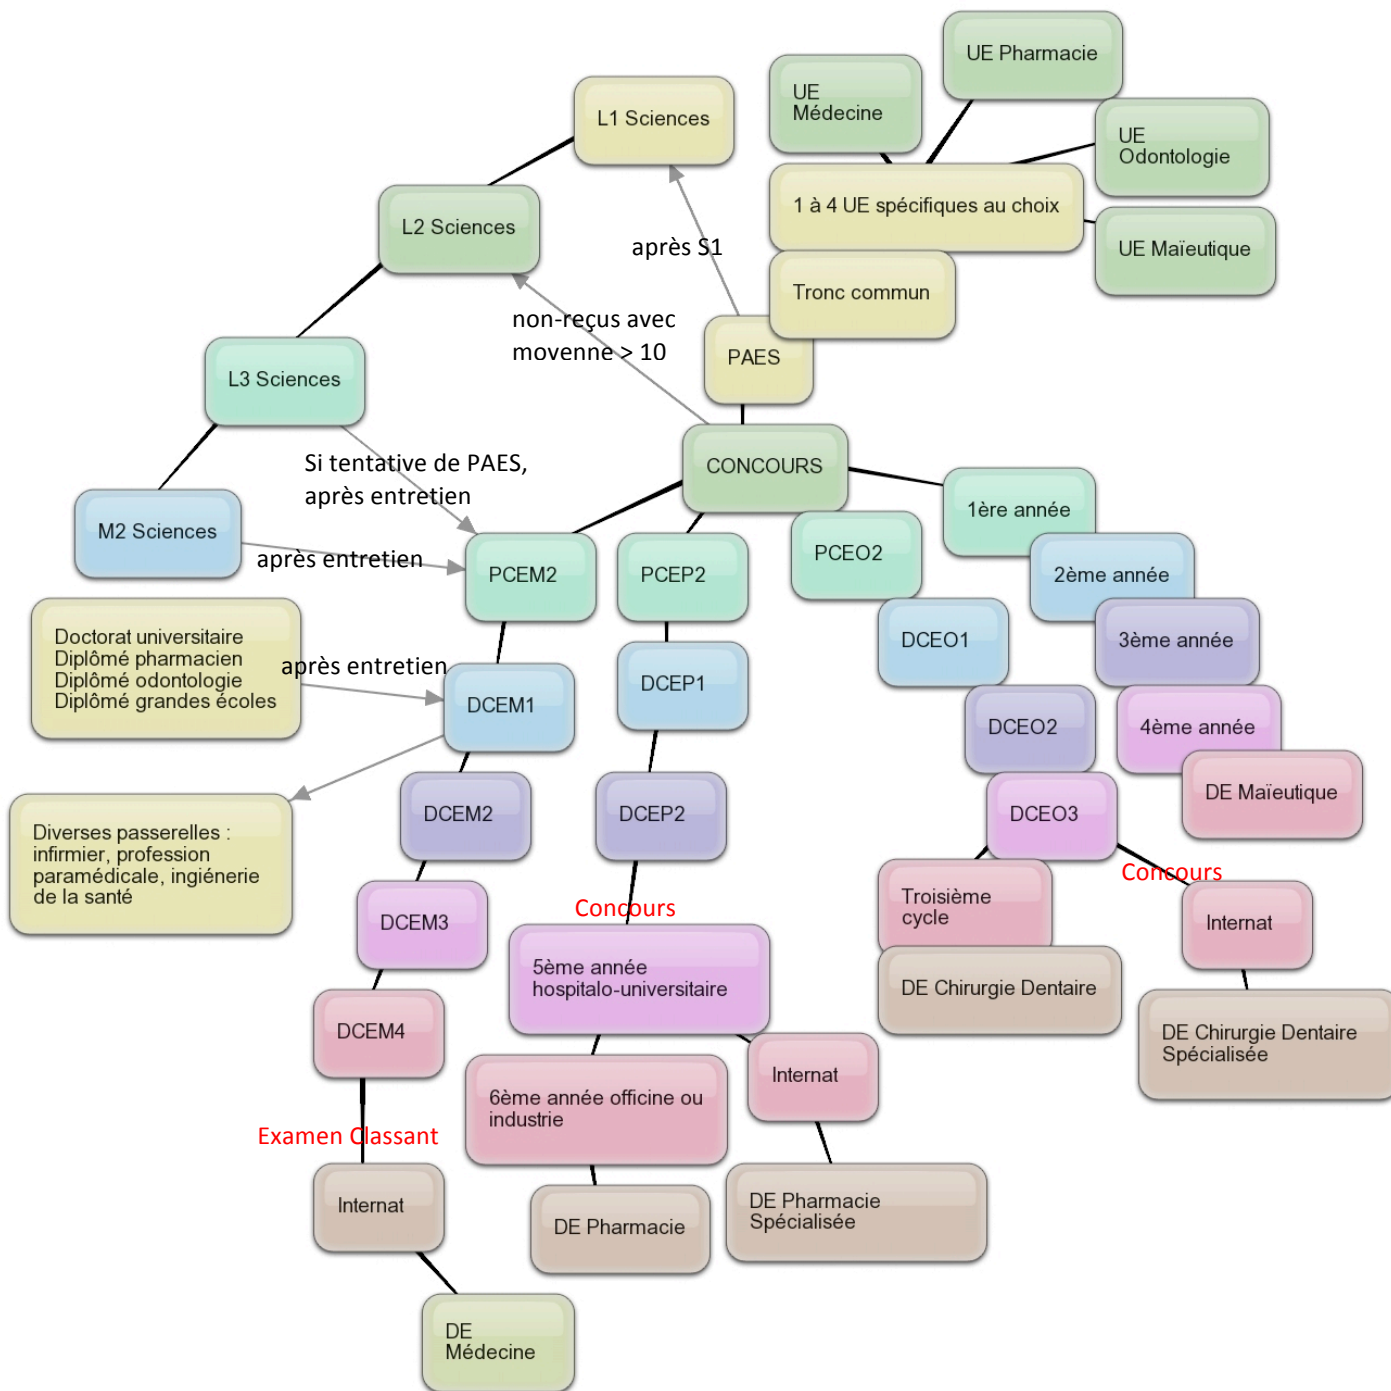 UE Pharmacie
UE
Médecine
L1 Sciences
UE
Odontologie
1 à 4 UE spécifiques au choix
L2 Sciences
UE Maïeutique
après S1
Tronc commun
non-reçus avec
moyenne > 10
PAES
L3 Sciences
Si tentative de PAES,
après entretien
CONCOURS
1ère année
M2 Sciences
après entretien
PCEM2
PCEP2
PCEO2
2ème année
Doctorat universitaire
Diplômé pharmacien
Diplômé odontologie
Diplômé grandes écoles
après entretien
DCEM1
DCEP1
DCEO1
3ème année
DCEO2
4ème année
DE Maïeutique
Diverses passerelles :
infirmier, profession
paramédicale, ingiénerie
de la santé
DCEM2
DCEP2
DCEO3
Concours
DCEM3
Concours
Troisième
cycle
Internat
5ème année
hospitalo-universitaire
DE Chirurgie Dentaire
DCEM4
DE Chirurgie Dentaire
Spécialisée
6ème année officine ou
industrie
Internat
Examen Classant
Internat
DE Pharmacie
DE Pharmacie
Spécialisée
DE
Médecine